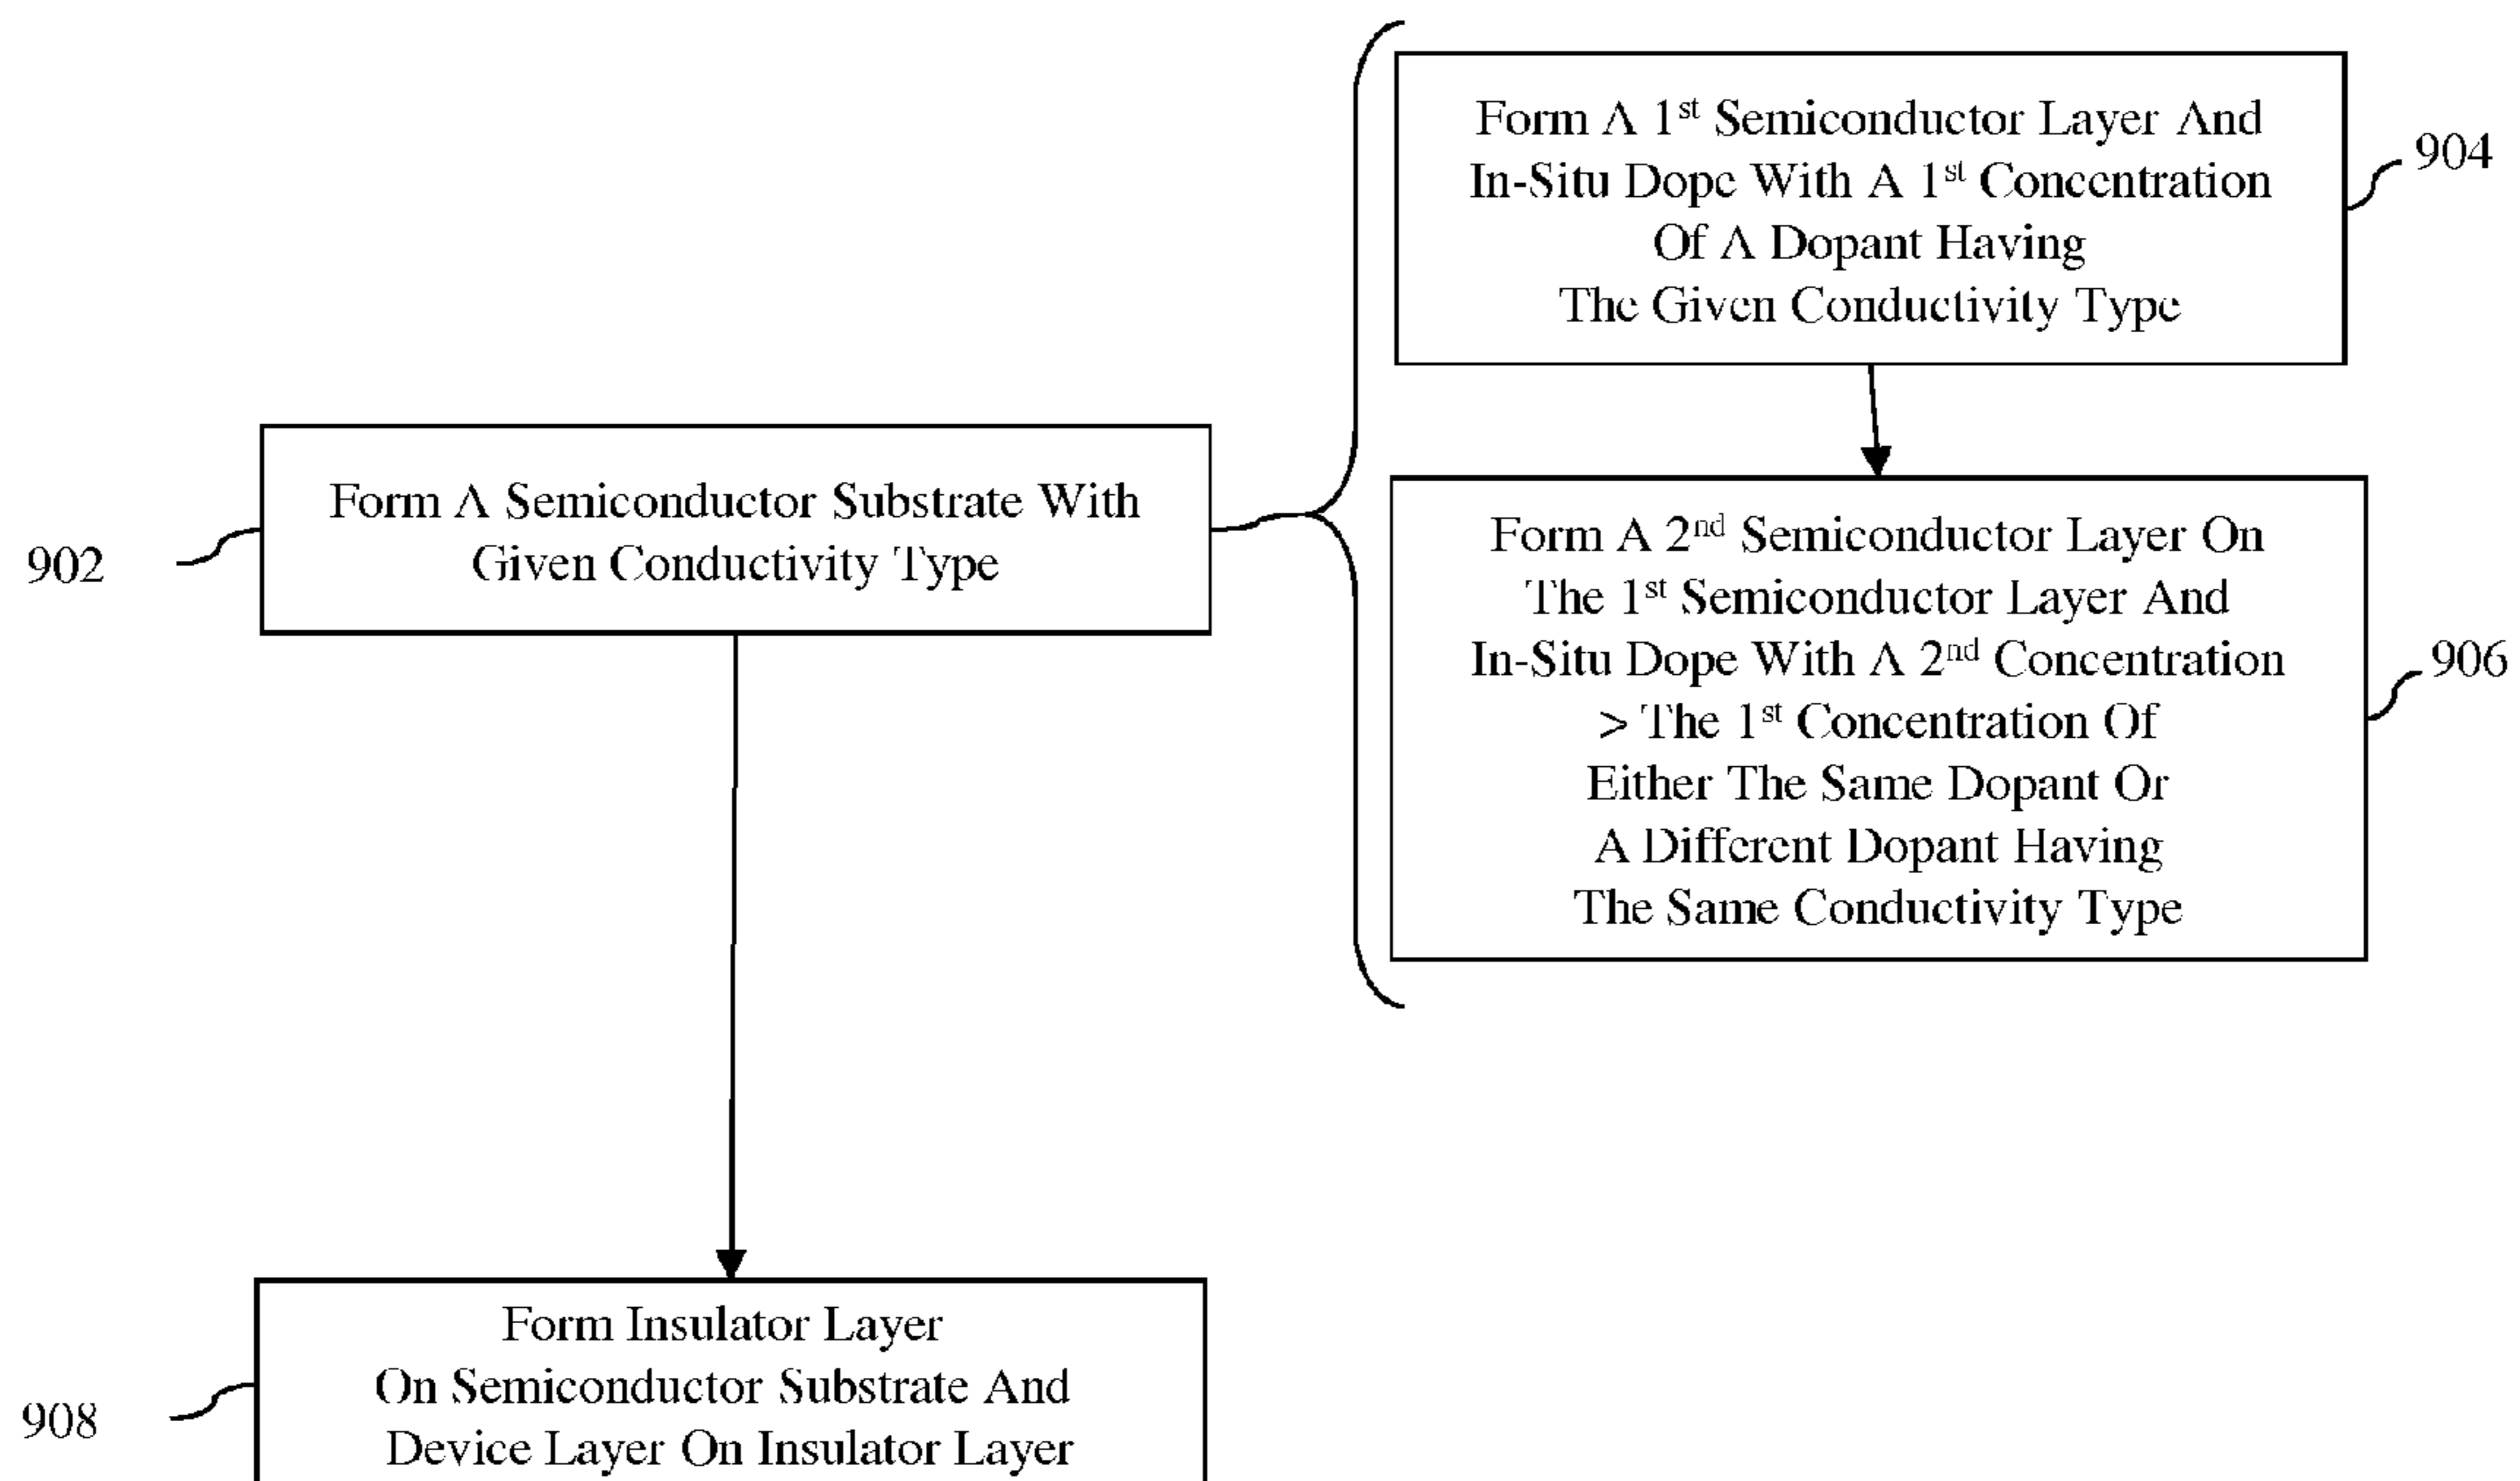 Form A 1st Semiconductor Layer And
In-Situ Dope With A 1st Concentration
Of A Dopant Having
The Given Conductivity Type
904
Form A Semiconductor Substrate With
Given Conductivity Type
902
Form A 2nd Semiconductor Layer On
The 1st Semiconductor Layer And
In-Situ Dope With A 2nd Concentration
> The 1st Concentration Of
Either The Same Dopant Or
A Different Dopant Having
The Same Conductivity Type
906
Form Insulator Layer
On Semiconductor Substrate And
Device Layer On Insulator Layer
908